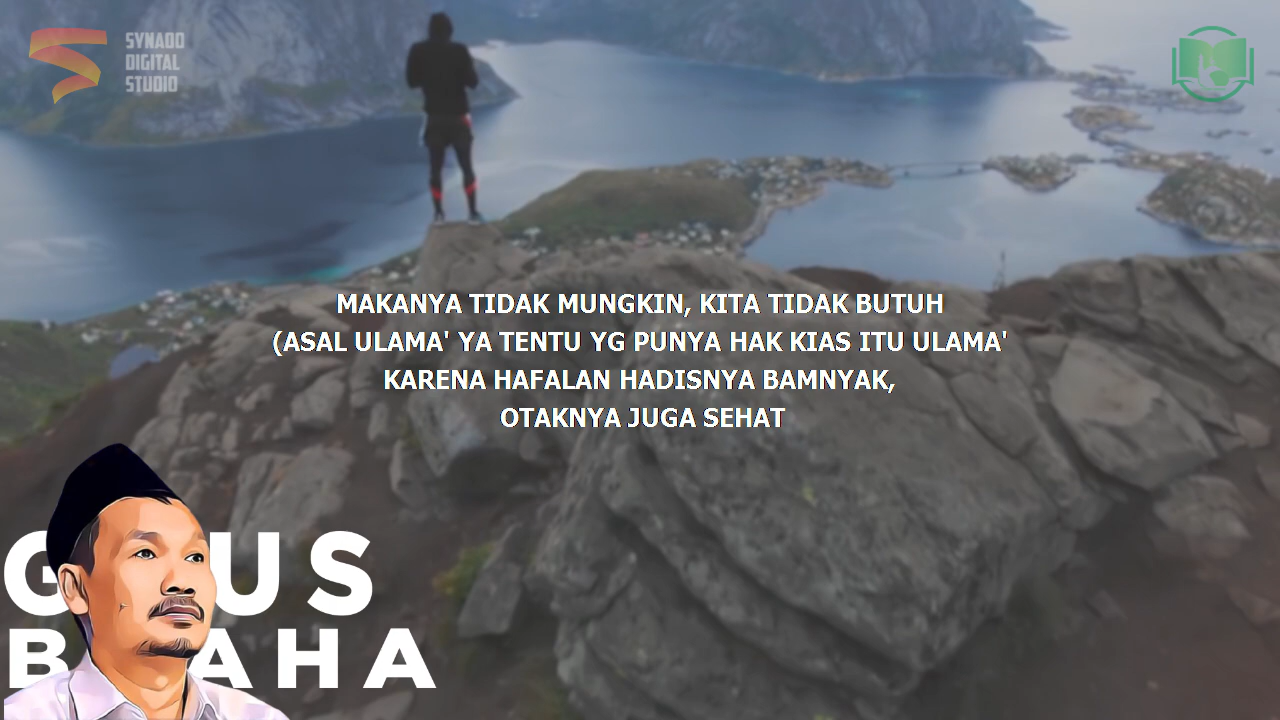 SYNADO
DIGITAL
STUDIO
MAKANYA TIDAK MUNGKIN, KITA TIDAK BUTUH
(ASAL ULAMA' YA TENTU YG PUNYA HAK KIAS ITU ULAMA'
KARENA HAFALAN HADISNYA BAMNYAK,
OTAKNYA JUGA SEHAT
G US
B AHA